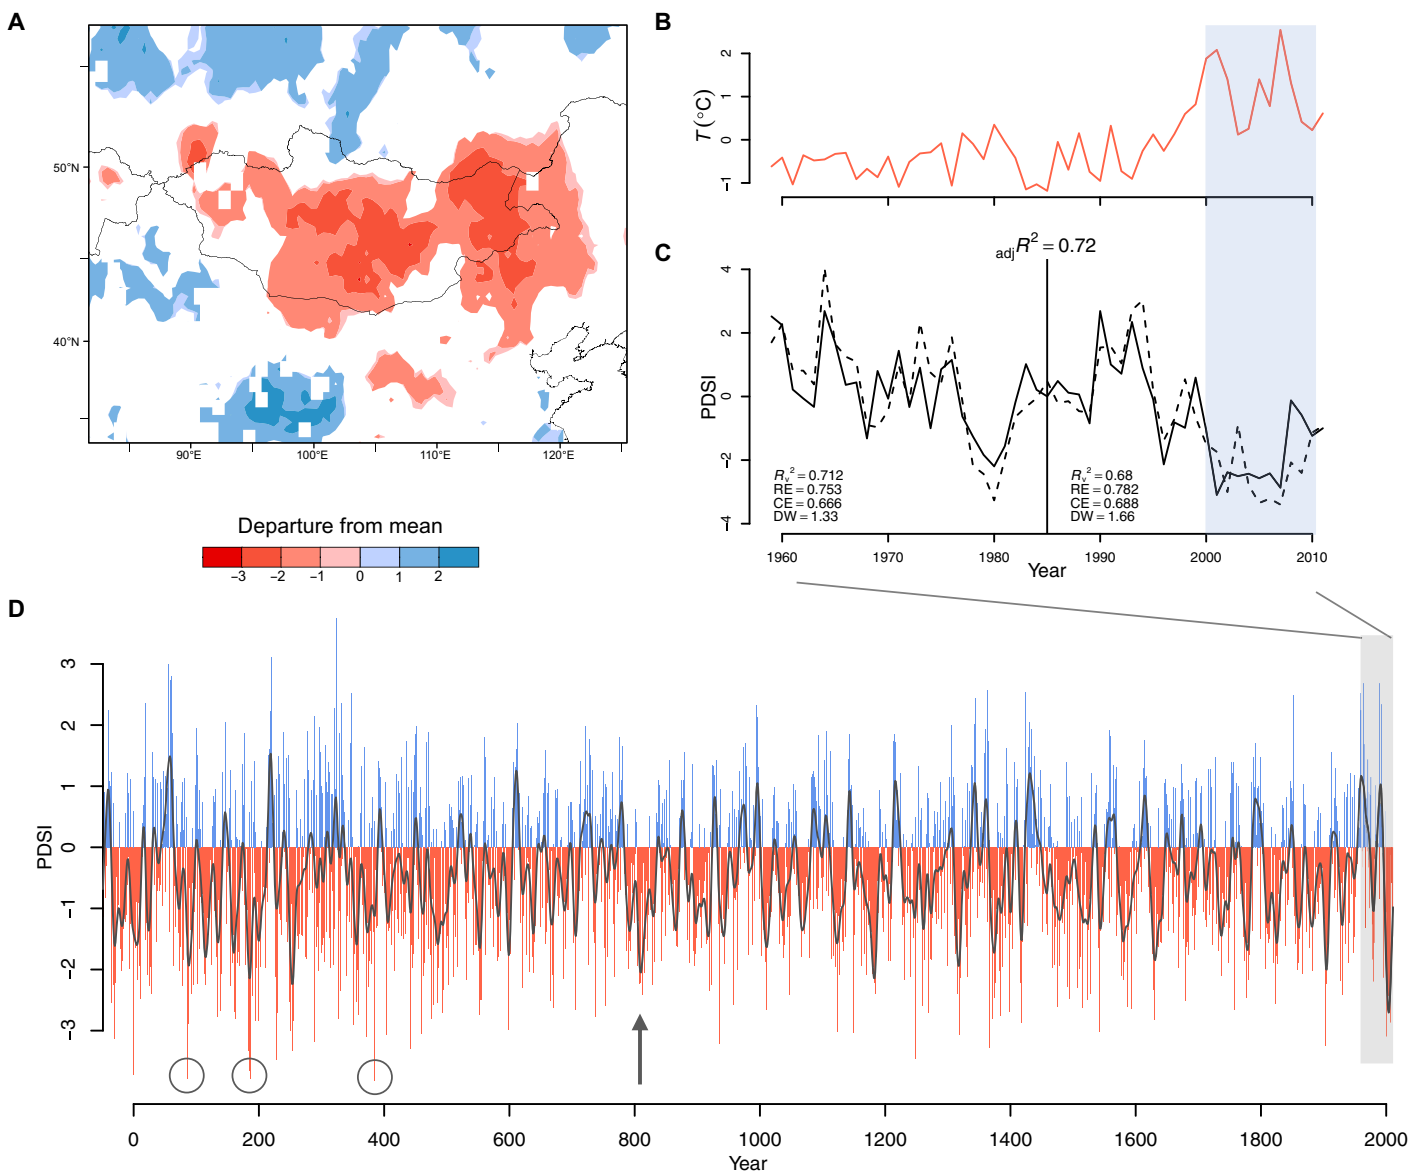 A
50°N
40°N
90°E 100°E 110°E 120°E
Departure from mean
−3 −2 −1 0 1 2
B
T (°C)
2
1
0
−1
C
adjR² = 0.72
PDSI
4
2
0
−2
−4
Rv² = 0.712
RE = 0.753
CE = 0.666
DW = 1.33
Rv² = 0.68
RE = 0.782
CE = 0.688
DW = 1.66
1960 1970 1980 1990 2000 2010
Year
D
PDSI
3
2
1
0
−1
−2
−3
0 200 400 600 800 1000 1200 1400 1600 1800 2000
Year